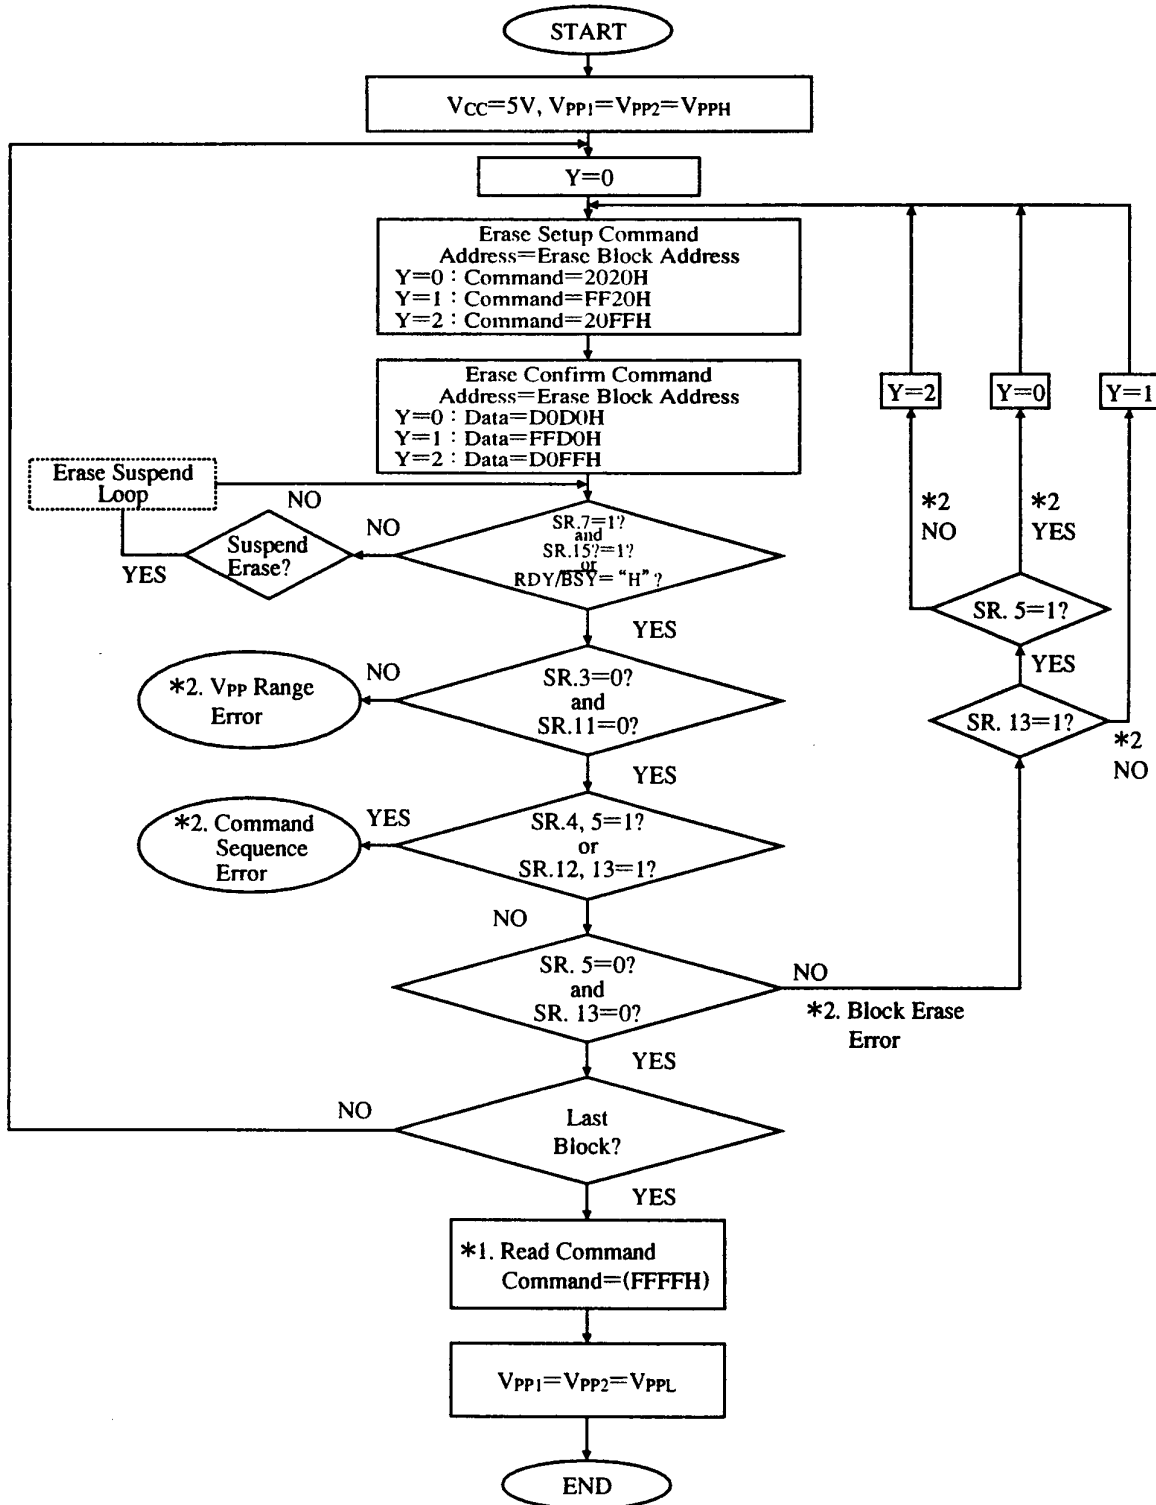 START
VCC=5V, VPP1=VPP2=VPPH
Y=0
Erase Setup Command
Address=Erase Block Address
Y=0 : Command=2020H
Y=1 : Command=FF20H
Y=2 : Command=20FFH
Erase Confirm Command
Address=Erase Block Address
Y=0 : Data=D0D0H
Y=1 : Data=FFD0H
Y=2 : Data=D0FFH
Y=2
Y=0
Y=1
Erase Suspend
Loop
NO
YES
Suspend
Erase?
NO
SR.7=1?
and
SR.15?=1?
or
RDY/BSY= “H” ?
YES
*2
NO
*2
YES
SR. 5=1?
YES
SR. 13=1?
*2
NO
*2. VPP Range
Error
NO
SR.3=0?
and
SR.11=0?
YES
*2. Command
Sequence
Error
YES
SR.4, 5=1?
or
SR.12, 13=1?
NO
SR. 5=0?
and
SR. 13=0?
NO
*2. Block Erase
Error
YES
NO
Last
Block?
YES
*1. Read Command
Command=(FFFFH)
VPP1=VPP2=VPPL
END